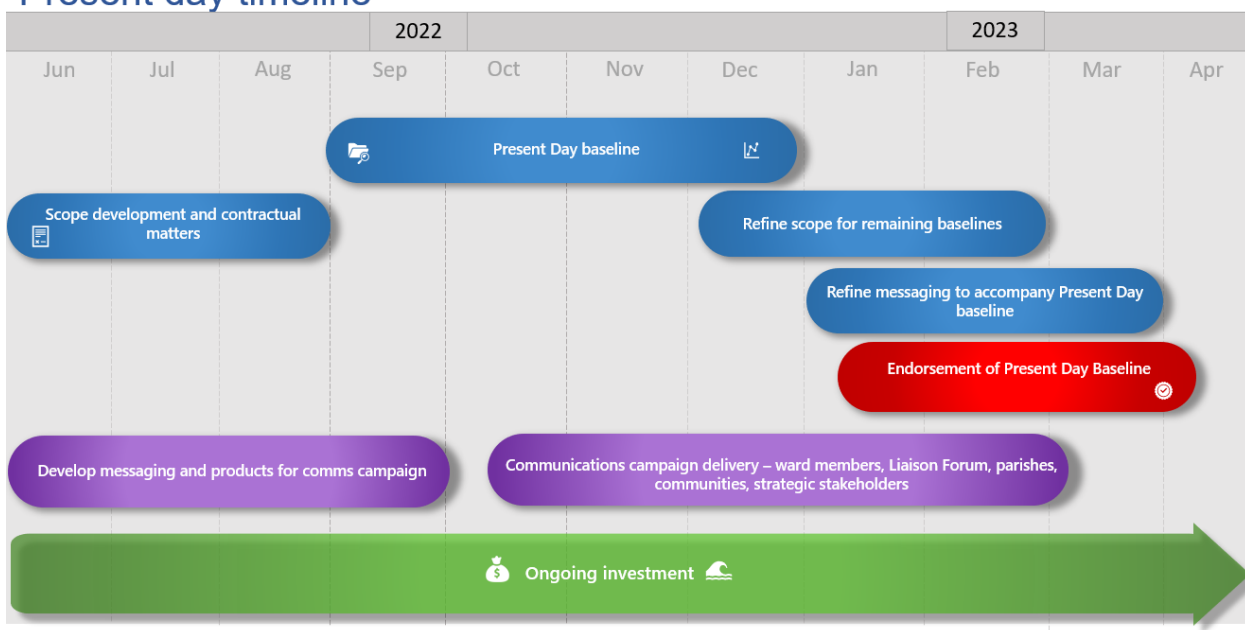 Present day timeline
2022
2023
Jun
Jul
Aug
Sep
Oct
Nov
Dec
Jan
Feb
Mar
Apr
Present Day baseline
Scope development and contractual
matters
Refine scope for remaining baselines
Refine messaging to accompany Present Day
baseline
Endorsement of Present Day Baseline
Develop messaging and products for comms campaign
Communications campaign delivery – ward members, Liaison Forum, parishes,
communities, strategic stakeholders
Ongoing investment